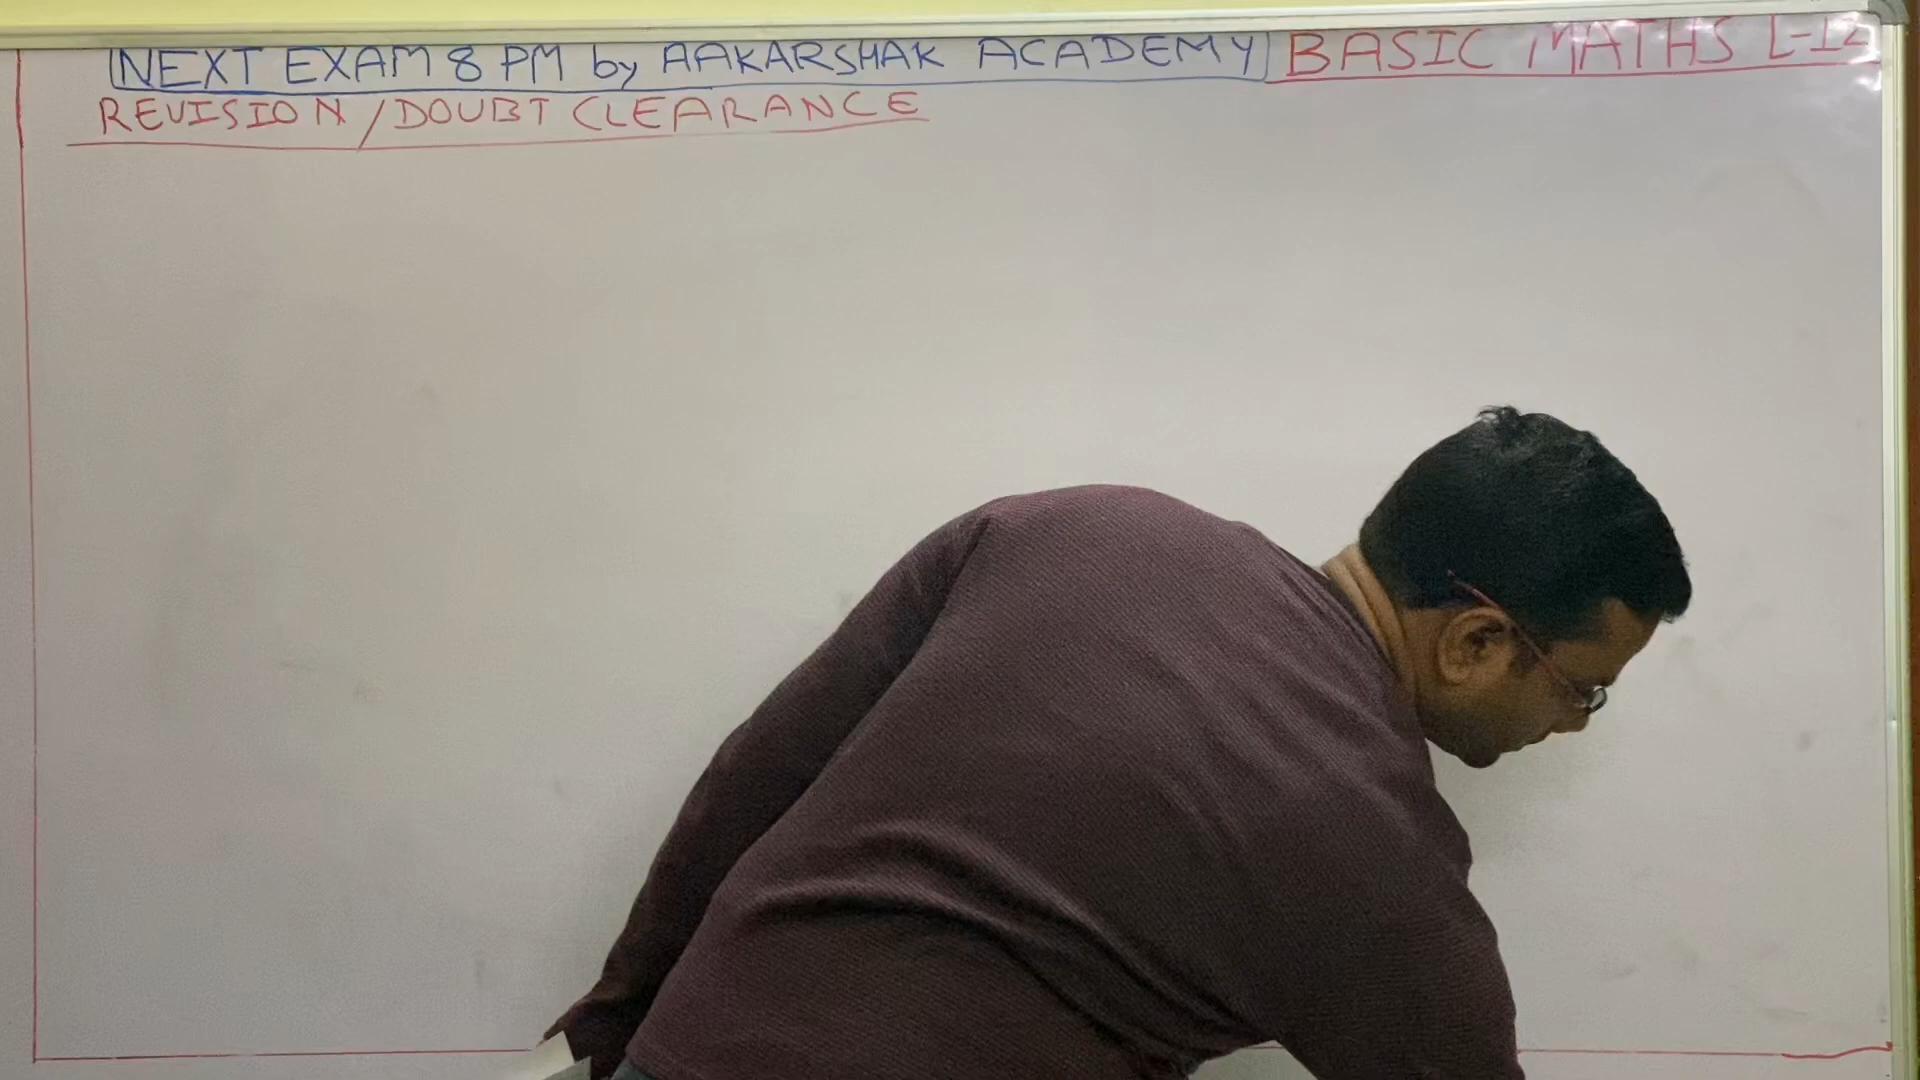 NEXT EXAM 8 PM by AAKARSHAK ACADEMY BASIC MATHS L-12
REVISION/DOUBT CLEARANCE